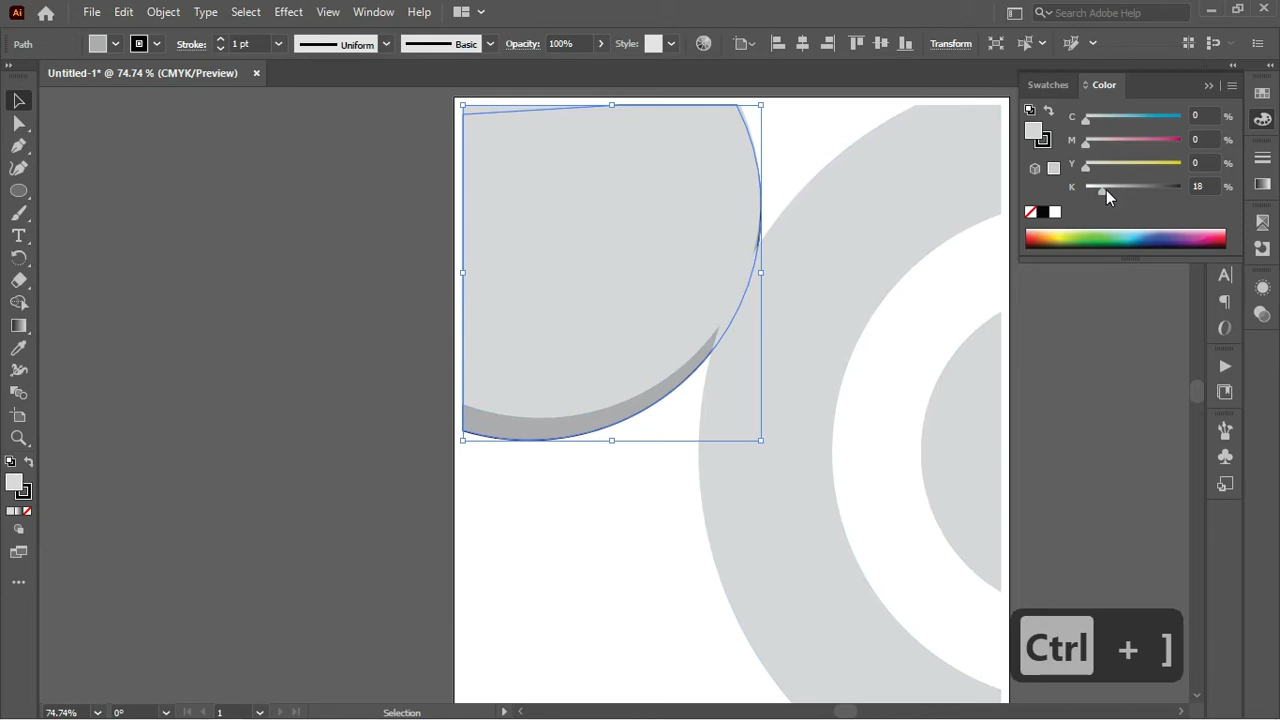 Ai File Edit Object Type Select Effect View Window Help Search Adobe Help
Path Stroke: 1 pt Uniform Basic Opacity: 100% Style: Transform
Untitled-1* @ 74.74 % (CMYK/Preview) ×
Swatches Color
C 0 %
M 0 %
Y 0 %
K 18 %
Ctrl + ]
74.74% 0° 1 Selection